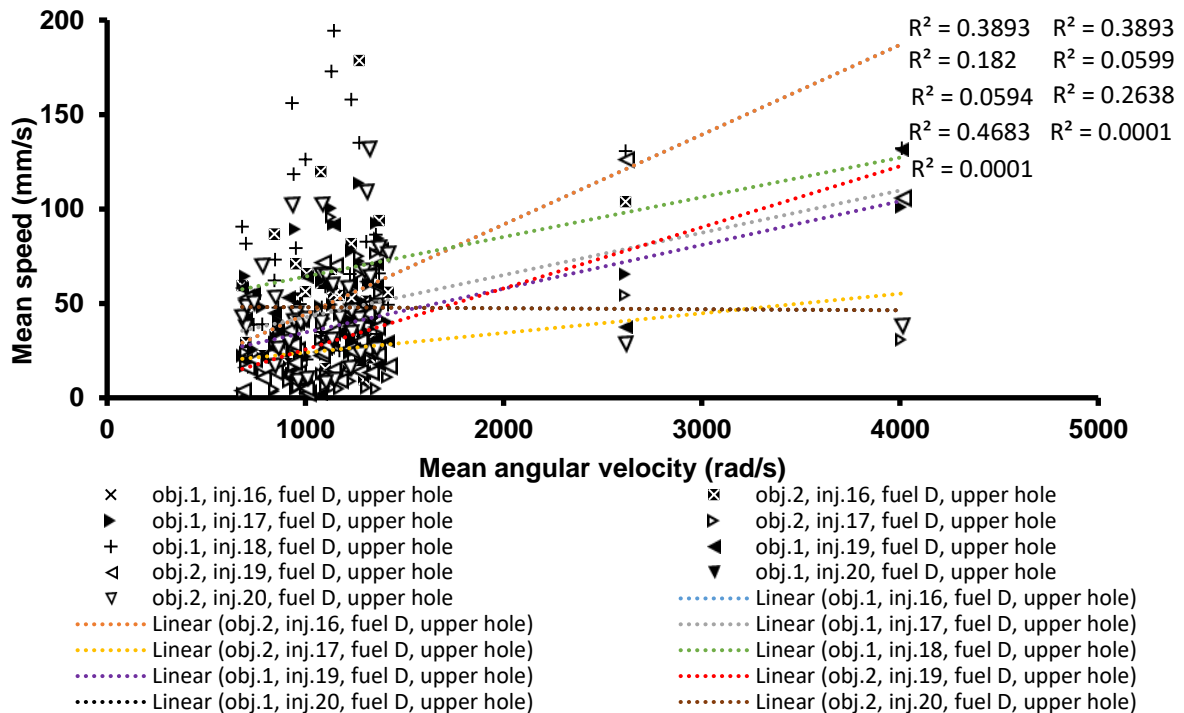 200
150
100
50
0
Mean speed (mm/s)
R² = 0.3893 R² = 0.3893
R² = 0.182 R² = 0.0599
R² = 0.0594 R² = 0.2638
R² = 0.4683 R² = 0.0001
R² = 0.0001
0 1000 2000 3000 4000 5000
Mean angular velocity (rad/s)
obj.1, inj.16, fuel D, upper hole obj.2, inj.16, fuel D, upper hole
obj.1, inj.17, fuel D, upper hole obj.2, inj.17, fuel D, upper hole
obj.1, inj.18, fuel D, upper hole obj.1, inj.19, fuel D, upper hole
obj.2, inj.19, fuel D, upper hole obj.1, inj.20, fuel D, upper hole
obj.2, inj.20, fuel D, upper hole Linear (obj.1, inj.16, fuel D, upper hole)
Linear (obj.2, inj.16, fuel D, upper hole) Linear (obj.1, inj.17, fuel D, upper hole)
Linear (obj.2, inj.17, fuel D, upper hole) Linear (obj.1, inj.18, fuel D, upper hole)
Linear (obj.1, inj.19, fuel D, upper hole) Linear (obj.2, inj.19, fuel D, upper hole)
Linear (obj.1, inj.20, fuel D, upper hole) Linear (obj.2, inj.20, fuel D, upper hole)